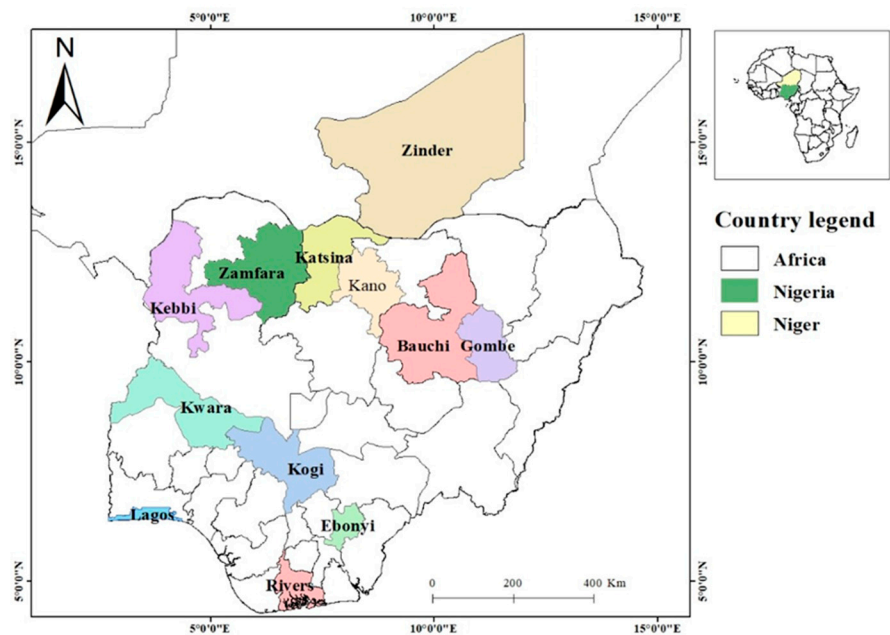 5°0'0"E 10°0'0"E 15°0'0"E
N
15°0'0"N
10°0'0"N
5°0'0"N
Zinder
Katsina
Zamfara
Kano
Kebbi
Bauchi
Gombe
Kwara
Kogi
Lagos
Ebonyi
Rivers
0 200 400 Km
5°0'0"E 10°0'0"E 15°0'0"E
15°0'0"N
10°0'0"N
5°0'0"N
Country legend
Africa
Nigeria
Niger